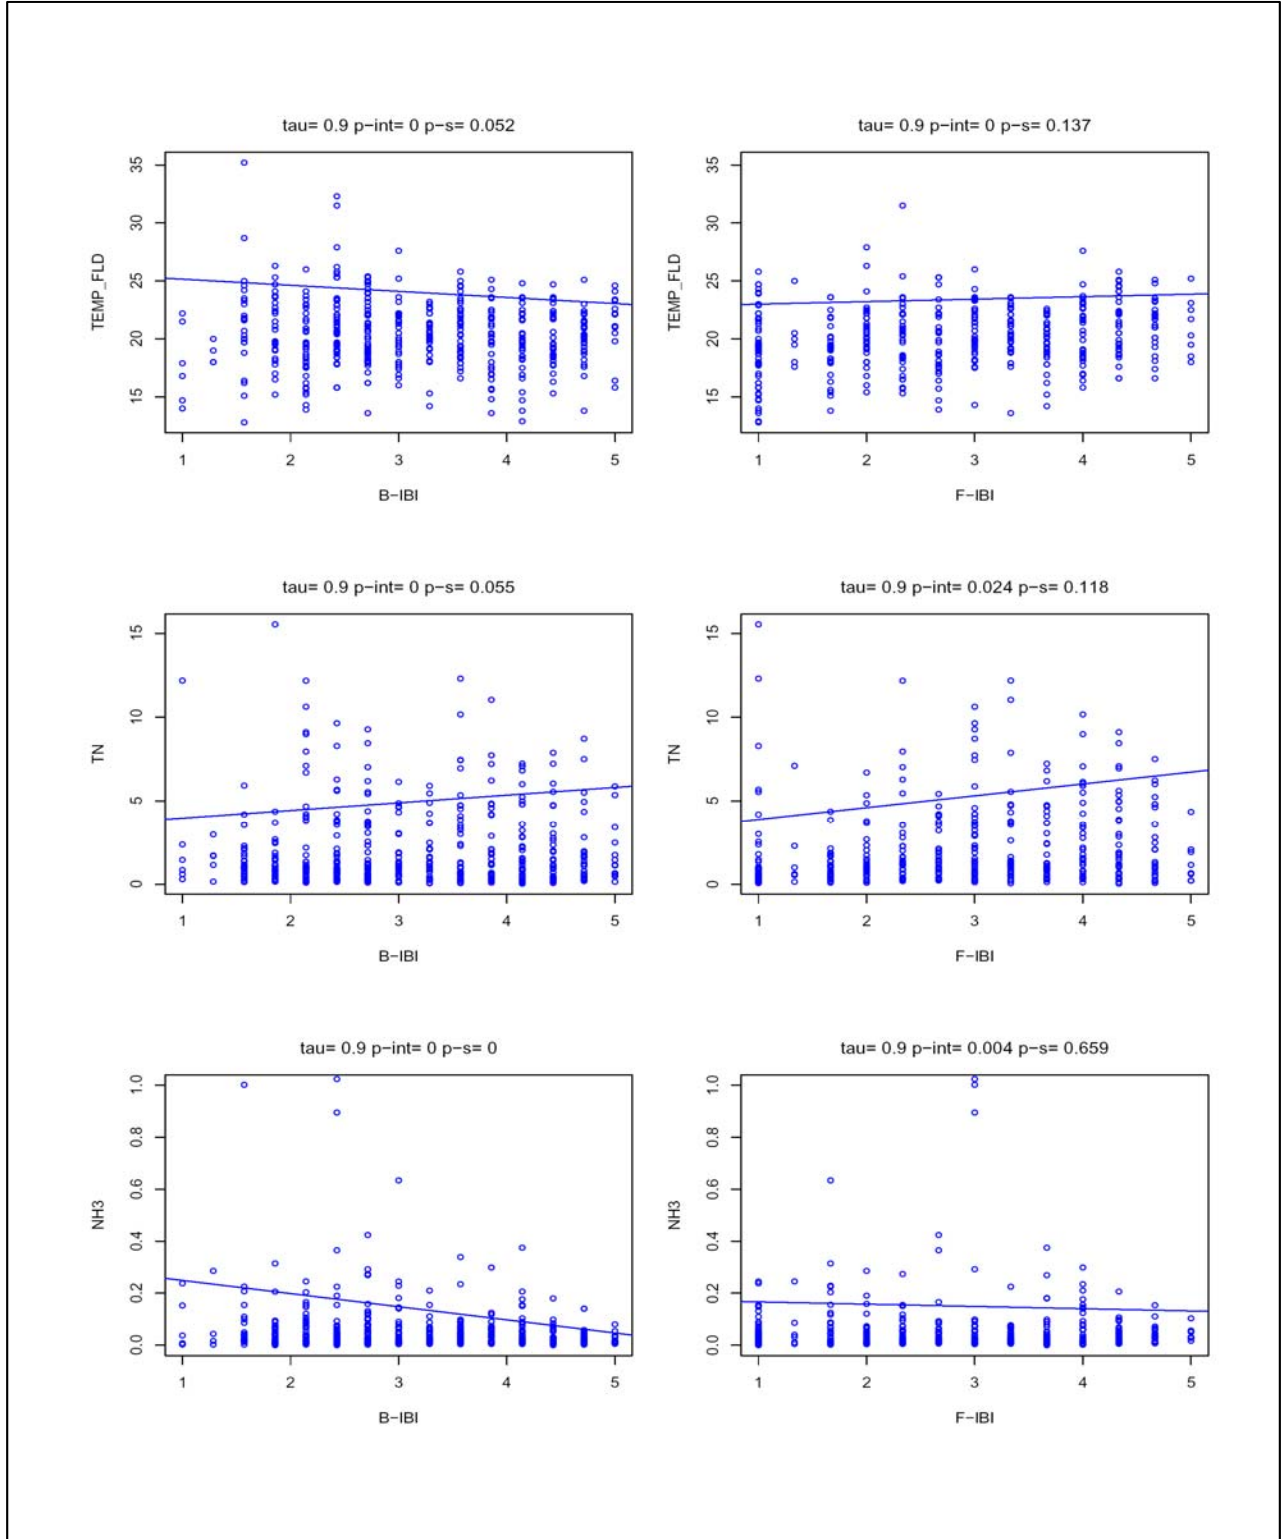 tau= 0.9 p−int= 0 p−s= 0.052
TEMP_FLD
35
30
25
20
15
1 2 3 4 5
B−IBI
tau= 0.9 p−int= 0 p−s= 0.137
TEMP_FLD
35
30
25
20
15
1 2 3 4 5
F−IBI
tau= 0.9 p−int= 0 p−s= 0.055
TN
15
10
5
0
1 2 3 4 5
B−IBI
tau= 0.9 p−int= 0.024 p−s= 0.118
TN
15
10
5
0
1 2 3 4 5
F−IBI
tau= 0.9 p−int= 0 p−s= 0
NH3
1.0
0.8
0.6
0.4
0.2
0.0
1 2 3 4 5
B−IBI
tau= 0.9 p−int= 0.004 p−s= 0.659
NH3
1.0
0.8
0.6
0.4
0.2
0.0
1 2 3 4 5
F−IBI